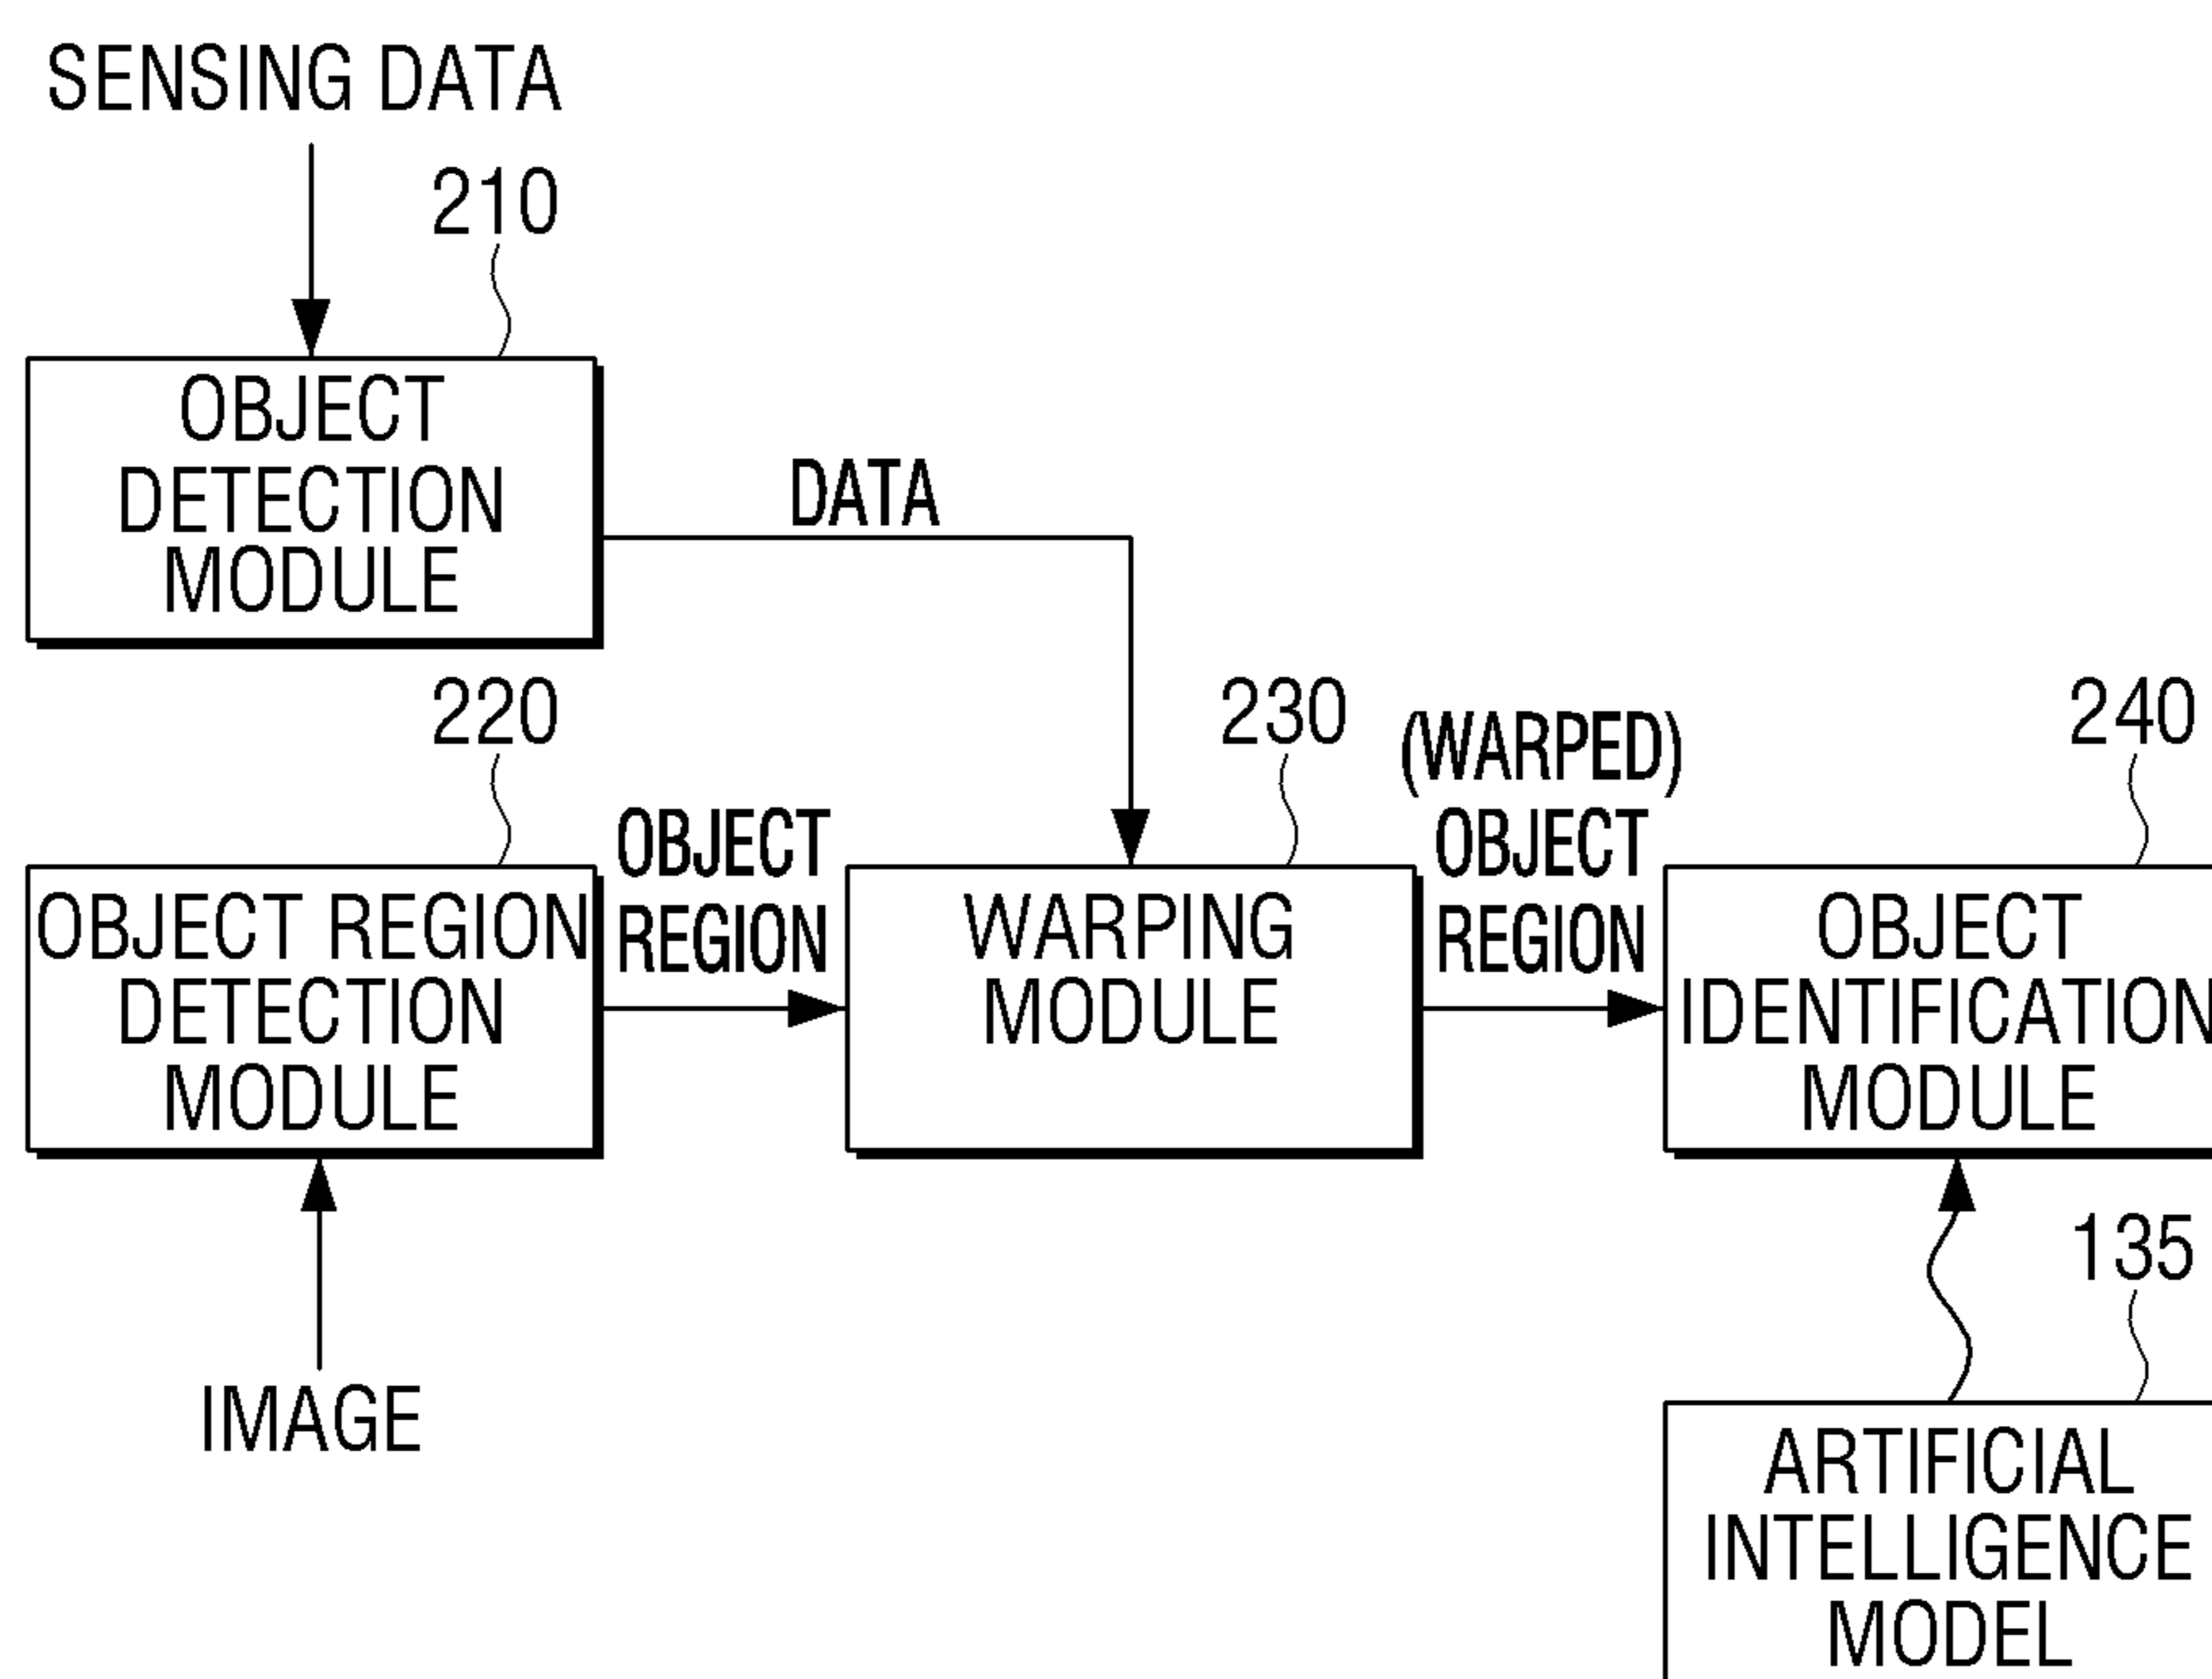 SENSING DATA
210
OBJECT
DETECTION
MODULE
DATA
220
OBJECT REGION
DETECTION
MODULE
OBJECT
REGION
230
WARPING
MODULE
(WARPED)
OBJECT
REGION
240
OBJECT
IDENTIFICATION
MODULE
IMAGE
135
ARTIFICIAL
INTELLIGENCE
MODEL